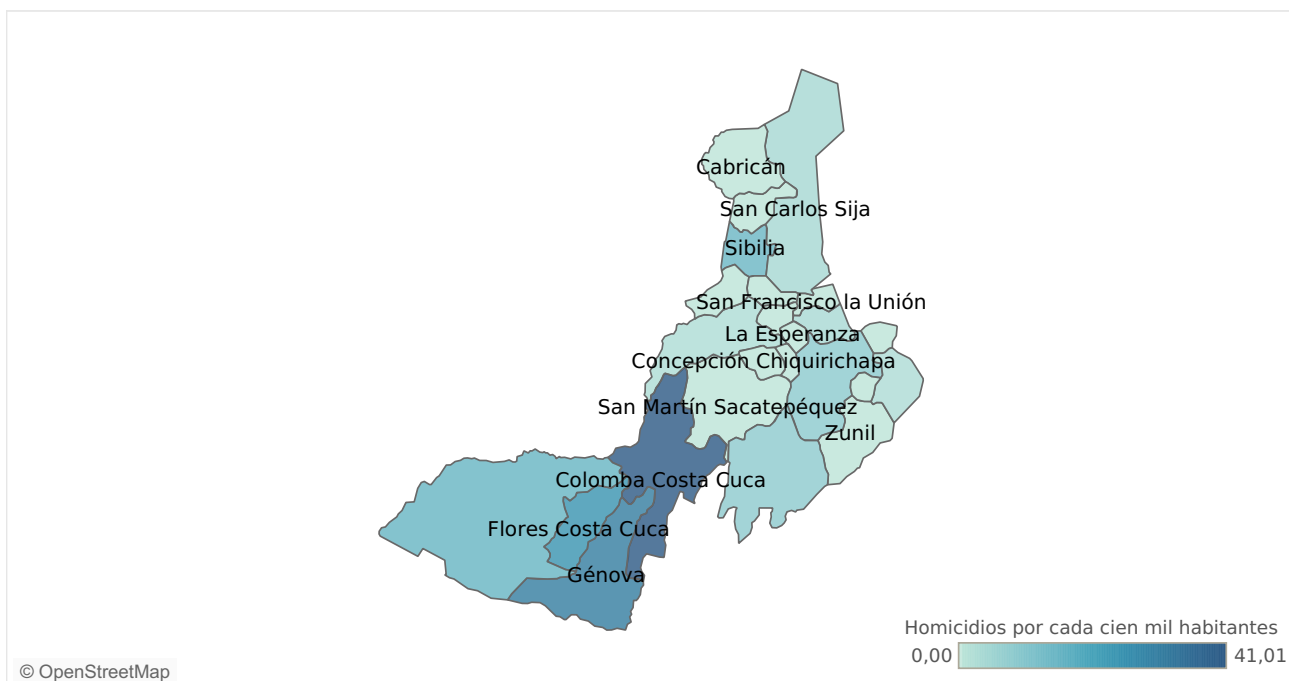 Cabricán
San Carlos Sija
Sibilia
San Francisco la Unión
La Esperanza
Concepción Chiquirichapa
San Martín Sacatepéquez
Zunil
Colomba Costa Cuca
Flores Costa Cuca
Génova
Homicidios por cada cien mil habitantes
0,00 41,01
© OpenStreetMap